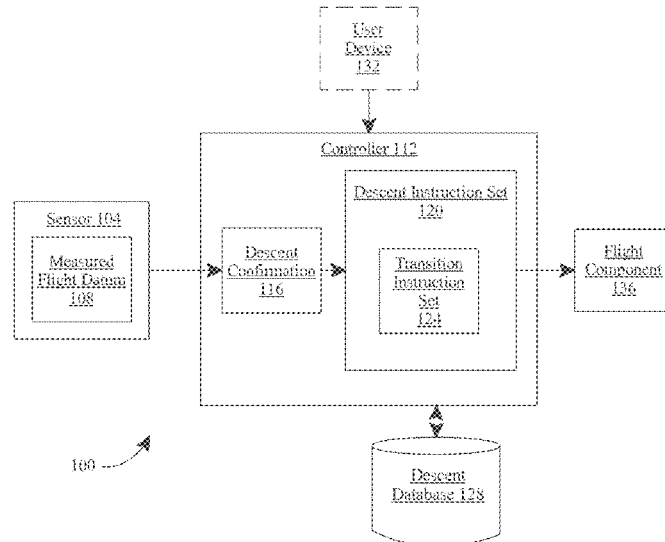 User
Device
132
Controller 112
Descent Instruction Set
120
Sensor 104
Measured
Flight Datum
108
Descent
Confirmation
116
Transition
Instruction
Set
124
Flight
Component
136
100
Descent
Database 128